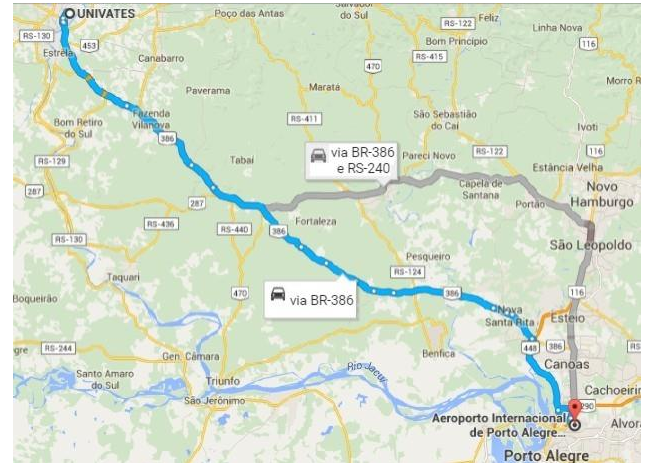 UNIVATES
Poço das Antas
Salvador
do Sul
RS-122
Feliz
Linha Nova
RS-130
453
Bom Princípio
116
Estrela
Canabarro
RS-415
470
Morro R
Paverama
Maratá
Fazenda
Vilanova
RS-411
São Sebastião
do Caí
Ivoti
Bom Retiro
do Sul
386
via BR-386
e RS-240
Pareci Novo
RS-122
116
RS-129
Tabaí
Estância Velha
Capela de
Santana
Novo
Hamburgo
287
287
Portão
RS-436
RS-440
Fortaleza
386
São Leopoldo
RS-130
Pesqueiro
RS-124
Taquari
470
via BR-386
386
116
Boqueirão
Nova
Santa Rita
Esteio
RS-244
Gen. Câmara
Benfica
448
386
RS
Canoas
Santo Amaro
do Sul
Triunfo
Rio Jacuí
Cachoeirin
São Jerônimo
290
Aeroporto Internacional
de Porto Alegre...
Alvora
Porto Alegre